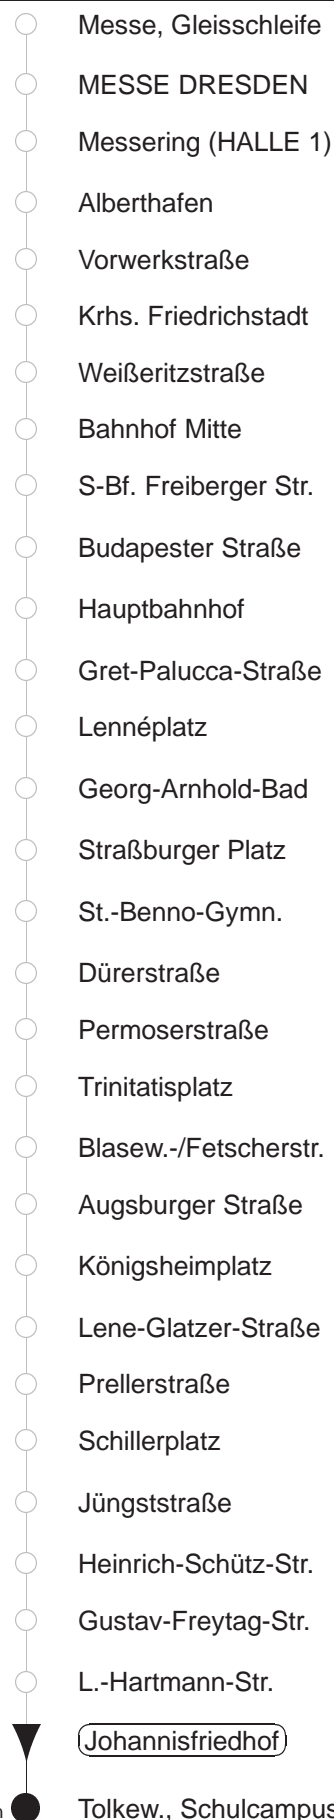 Messe, Gleisschleife
MESSE DRESDEN
Messering (HALLE 1)
Alberthafen
Vorwerkstraße
Krhs. Friedrichstadt
Weißeritzstraße
Bahnhof Mitte
S-Bf. Freiberger Str.
Budapester Straße
Hauptbahnhof
Gret-Palucca-Straße
Lennéplatz
Georg-Arnhold-Bad
Straßburger Platz
St.-Benno-Gymn.
Dürerstraße
Permoserstraße
Trinitatisplatz
Blasew.-/Fetscherstr.
Augsburger Straße
Königsheimplatz
Lene-Glatzer-Straße
Prellerstraße
Schillerplatz
Jüngststraße
Heinrich-Schütz-Str.
Gustav-Freytag-Str.
L.-Hartmann-Str.
Johannisfriedhof
Tolkew., Schulcampus